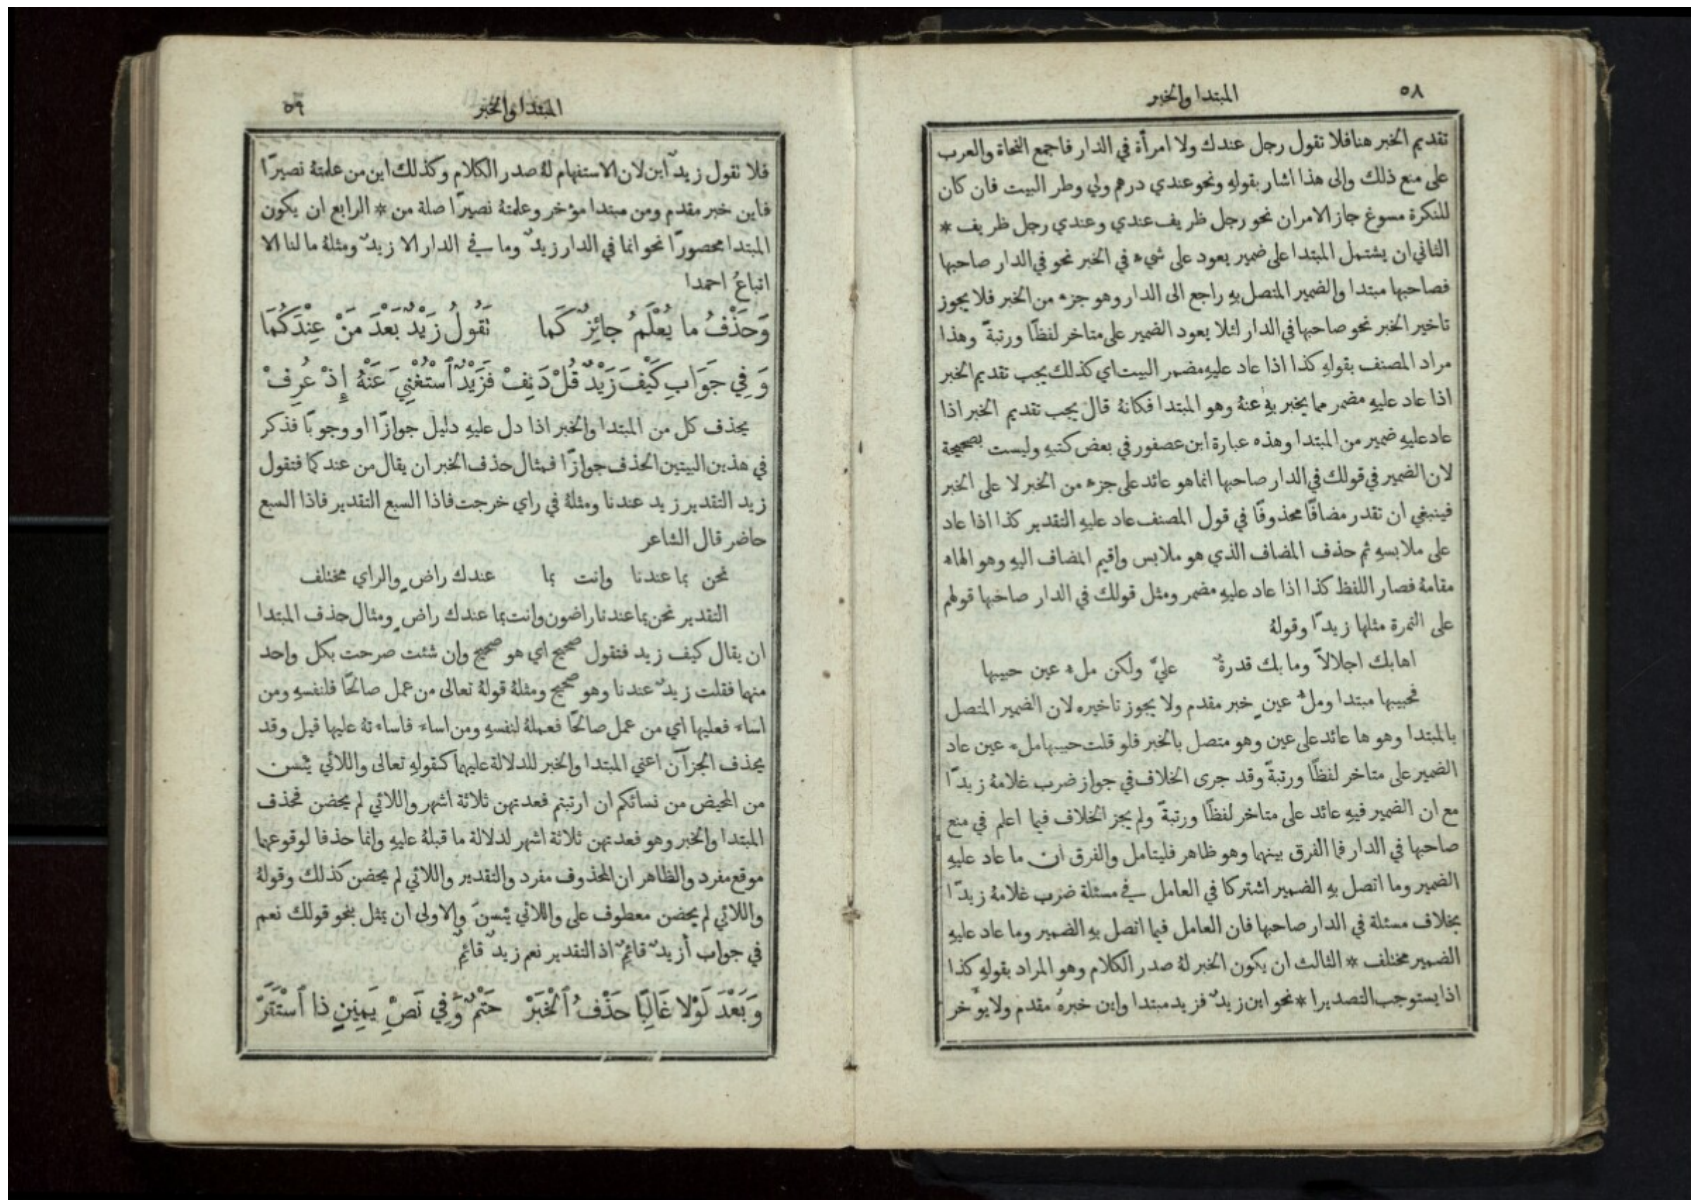 ٥٨
المبتدا والخبر
تقديم الخبر هنا فلا تقول رجل عندك ولا امرأة في الدار فاجمع النحاة والعرب
على منع ذلك والى هذا اشار بقولهِ ونحو عندي درهم ولي وطر البيت فان كان
للنكرة مسوغ جاز الامران نحو رجل ظريف عندي وعندي رجل ظريف *
الثاني ان يشتمل المبتدا على ضمير يعود على شيء في الخبر نحو في الدار صاحبها
فصاحبها مبتدا والضمير المتصل بهِ راجع الى الدار وهو جزء من الخبر فلا يجوز
تاخير الخبر نحو صاحبها في الدار لئلا يعود الضمير على متاخر لفظًا ورتبةً وهذا
مراد المصنف بقولهِ كذا اذا عاد عليهِ مضمر البيت اي كذلك يجب تقديم الخبر
اذا عاد عليهِ مضمر مما يخبر بهِ عنهُ وهو المبتدا فكانهُ قال يجب تقديم الخبر اذا
عاد عليهِ ضمير من المبتدا وهذه عبارة ابن عصفور في بعض كتبهِ وليست بصحيحة
لان الضمير في قولك في الدار صاحبها انما هو عائد على جزء من الخبر لا على الخبر
فينبغي ان تقدر مضافًا محذوفًا في قول المصنف عاد عليهِ التقدير كذا اذا عاد
على ملابسهِ ثم حذف المضاف الذي هو ملابس واقيم المضاف اليهِ وهو الهاء
مقامهُ فصار اللفظ كذا اذا عاد عليهِ مضمر ومثل قولك في الدار صاحبها قولهم
على التمرة مثلها زيدًا وقولهُ
اهابك اجلالاً وما بك قدرةٌ عليَّ ولكن ملء عين حبيبها
فحبيبها مبتدا وملءُ عينٍ خبر مقدم ولا يجوز تاخيره لان الضمير المتصل
بالمبتدا وهو ها عائد على عين وهو متصل بالخبر فلو قلت حبيبها ملء عين عاد
الضمير على متاخر لفظًا ورتبةً وقد جرى الخلاف في جواز ضرب غلامهُ زيدًا
مع ان الضمير فيهِ عائد على متاخر لفظًا ورتبةً ولم يجز الخلاف فيما اعلم في منع
صاحبها في الدار فما الفرق بينهما وهو ظاهر فليتامل والفرق ان ما عاد عليهِ
الضمير وما اتصل بهِ الضمير اشتركا في العامل في مسئلة ضرب غلامهُ زيدًا
بخلاف مسئلة في الدار صاحبها فان العامل فيما اتصل بهِ الضمير وما عاد عليهِ
الضمير مختلف * الثالث ان يكون الخبر لهُ صدر الكلام وهو المراد بقولهِ كذا
اذا يستوجب التصديرا * نحو اين زيدٌ فزيد مبتدا واين خبرهُ مقدم ولا يوَّخر
المبتدا والخبر
٥٩
فلا تقول زيدٌ اين لان الاستفهام لهُ صدر الكلام وكذلك اين من علمتهُ نصيرًا
فاين خبر مقدم ومن مبتدا مؤخر وعلمتهُ نصيرًا صلة من * الرابع ان يكون
المبتدا محصورًا نحو انما في الدار زيدٌ وما في الدار الا زيدٌ ومثلهُ ما لنا الا
اتباعُ احمدا
وَحَذْفُ ما يُعْلَمُ جائِزٌ كَما تَقُولُ زَيْدٌ بَعْدَ مَنْ عِنْدَكُمَا
وَفِي جَوَابِ كَيْفَ زَيْدٌ قُلْ دَنِفْ فَزَيْدٌ ٱسْتُغْنِيَ عَنْهُ إِذْ عُرِفْ
يحذف كل من المبتدا والخبر اذا دل عليهِ دليل جوازًا او وجوبًا فذكر
في هذين البيتين الحذف جوازًا فمثال حذف الخبر ان يقال من عندكما فتقول
زيد التقدير زيد عندنا ومثلهُ في راي خرجت فاذا السبع التقدير فاذا السبع
حاضر قال الشاعر
نحن بما عندنا وانت بما عندك راضٍ والراي مختلف
التقدير نحن بما عندنا راضون وانت بما عندك راضٍ ومثال حذف المبتدا
ان يقال كيف زيد فتقول صحيح اي هو صحيح وان شئت صرحت بكل واحد
منهما فقلت زيدٌ عندنا وهو صحيح ومثلهُ قولهُ تعالى من عمل صالحًا فلنفسهِ ومن
اساء فعليها اي من عمل صالحًا فعملهُ لنفسهِ ومن اساء فاساءتهُ عليها قيل وقد
يحذف الجزآن اعني المبتدا والخبر للدلالة عليهما كقولهِ تعالى واللائي يئسن
من المحيض من نسائكم ان ارتبتم فعدتهن ثلاثة اشهر واللائي لم يحضن فحذف
المبتدا والخبر وهو فعدتهن ثلاثة اشهر لدلالة ما قبلهُ عليهِ وانما حذفا لوقوعهما
موقع مفرد والظاهر ان المحذوف مفرد والتقدير واللائي لم يحضن كذلك وقولهُ
واللائي لم يحضن معطوف على واللائي يئسنَ والاولى ان يمثل بنحو قولك نعم
في جواب أزيدٌ قائمٌ اذ التقدير نعم زيدٌ قائمٌ
وَبَعْدَ لَوْلا غَالِبًا حَذْفُ ٱلْخَبَرْ حَتْمٌ وَفِي نَصِّ يَمِينٍ ذا ٱسْتَقَرّْ